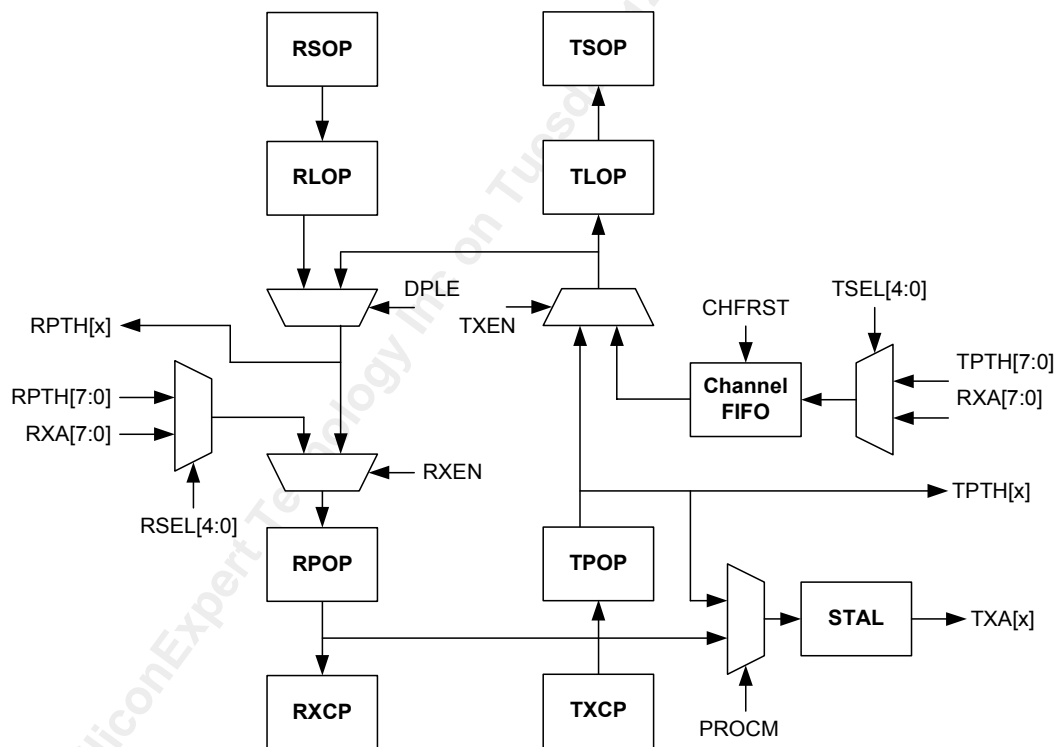 RSOP
TSOP
RLOP
TLOP
DPLE
TXEN
CHFRST
TSEL[4:0]
RPTH[x]
RPTH[7:0]
RXA[7:0]
Channel
FIFO
TPTH[7:0]
RXA[7:0]
RXEN
RSEL[4:0]
TPTH[x]
RPOP
TPOP
STAL
TXA[x]
RXCP
TXCP
PROCM